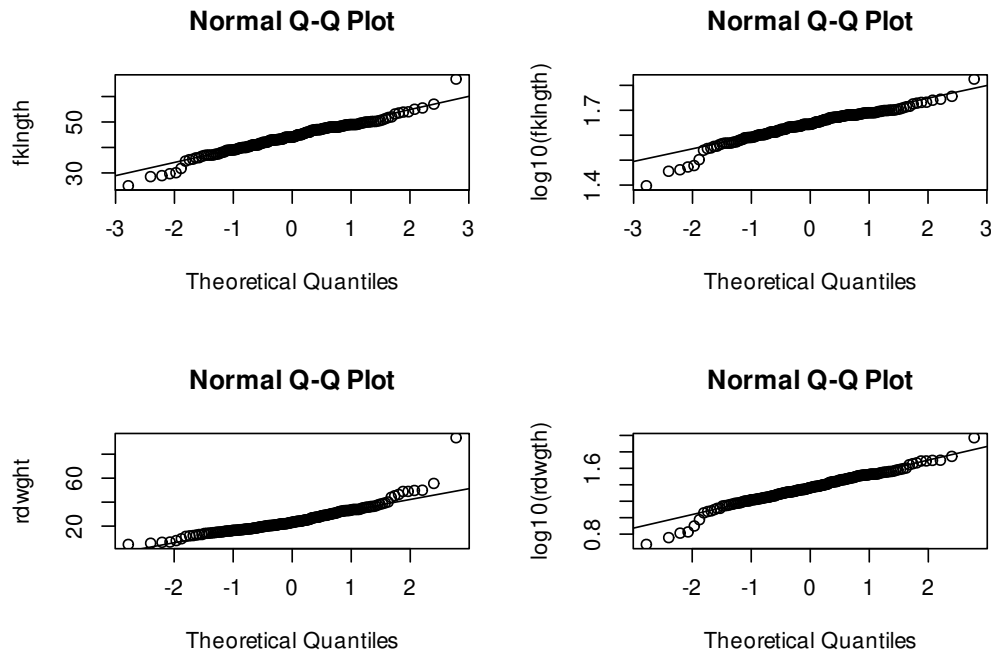 Normal Q-Q Plot
fklngth
30 50
-3 -2 -1 0 1 2 3
Theoretical Quantiles
Normal Q-Q Plot
log10(fklngth)
1.4 1.7
-3 -2 -1 0 1 2 3
Theoretical Quantiles
Normal Q-Q Plot
rdwght
20 60
-2 -1 0 1 2
Theoretical Quantiles
Normal Q-Q Plot
log10(rdwgth)
0.8 1.6
-2 -1 0 1 2
Theoretical Quantiles